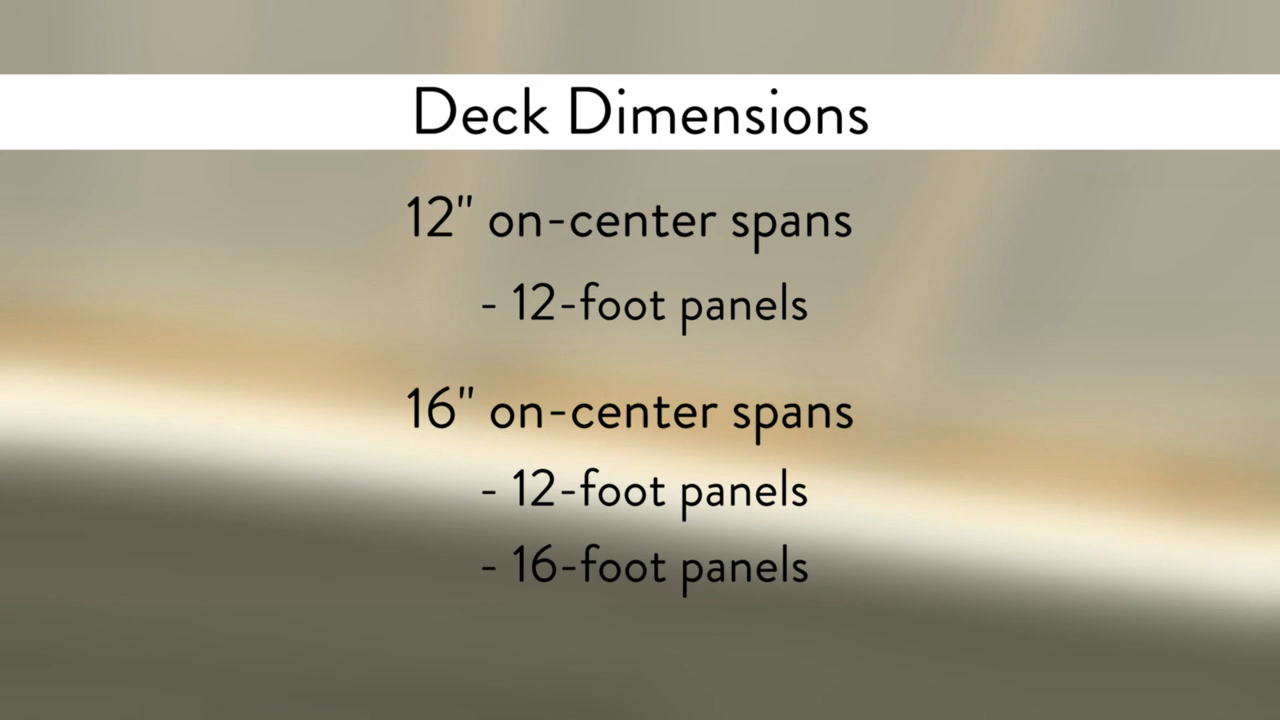 Deck Dimensions
12" on-center spans
- 12-foot panels
16" on-center spans
- 12-foot panels
- 16-foot panels